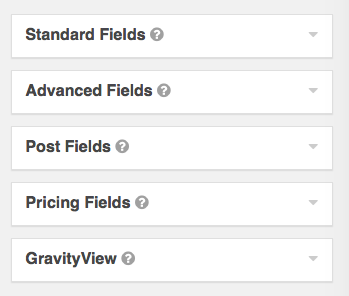 Standard Fields ?
Advanced Fields ?
Post Fields ?
Pricing Fields ?
GravityView ?